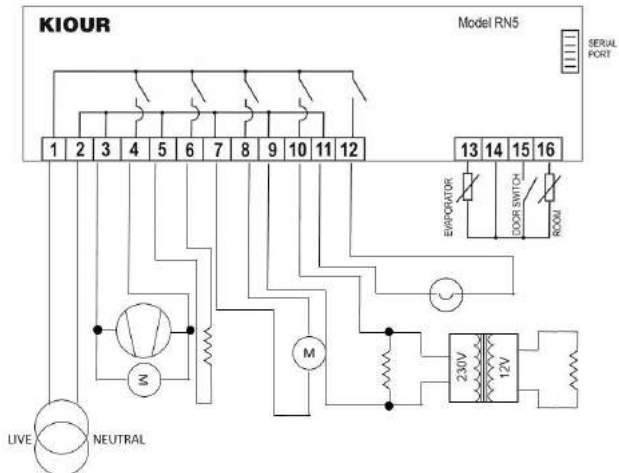 KIOUR
Model RN5
SERIAL
PORT
1 2 3 4 5 6 7 8 9 10 11 12
13 14 15 16
EVAPORATOR
DOOR SWITCH
ROOM
M
M
230V
12V
LIVE
NEUTRAL